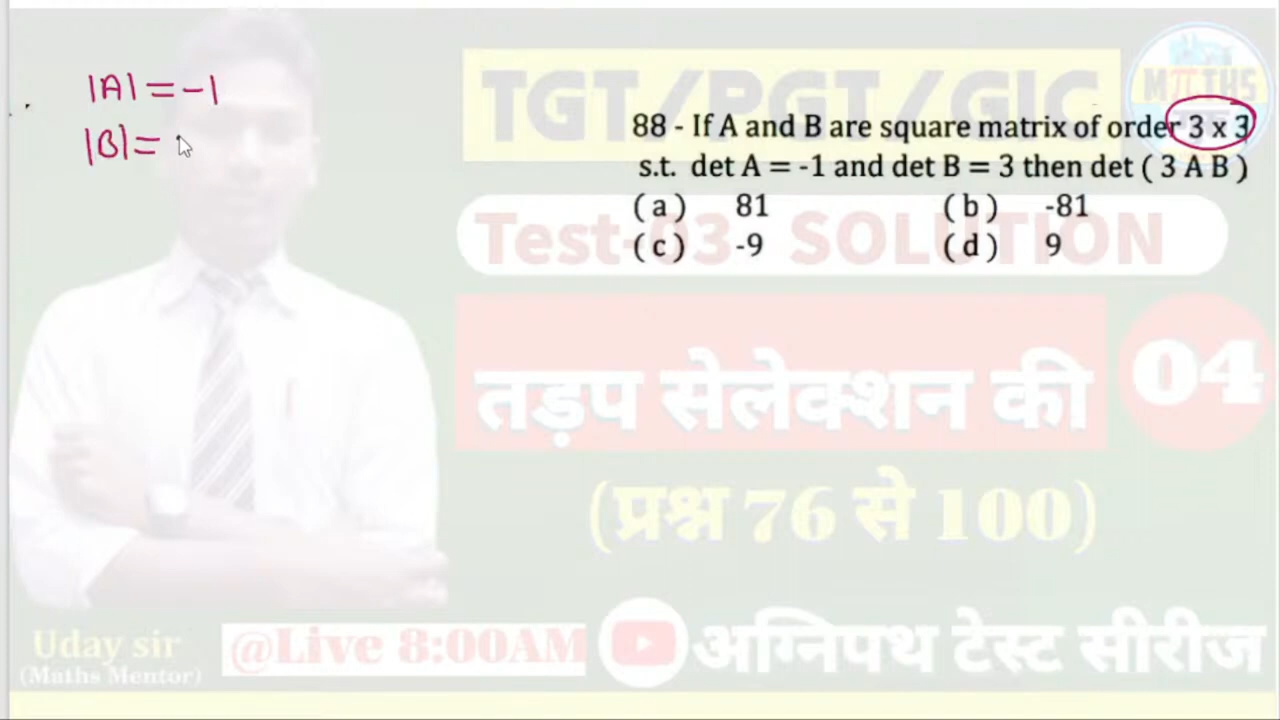 |A| = -1
|B| =
TGT/PGT/GIC
MπTHS
88 - If A and B are square matrix of order 3 x 3
s.t. det A = -1 and det B = 3 then det ( 3 A B )
( a ) 81 ( b ) -81
( c ) -9 ( d ) 9
Test-03 SOLUTION
तड़प सेलेक्शन की 04
(प्रश्न 76 से 100)
Uday sir
(Maths Mentor)
@Live 8:00AM
अग्निपथ टेस्ट सीरीज